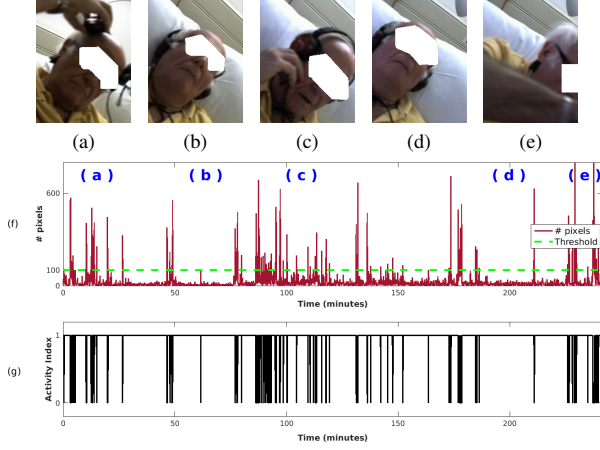 (a) (b) (c) (d) (e)
(f)
( a ) ( b ) ( c ) ( d ) ( e )
# pixels
600
100
0
# pixels
Threshold
0 50 100 150 200
Time (minutes)
(g)
Activity Index
1
0
0 50 100 150 200
Time (minutes)